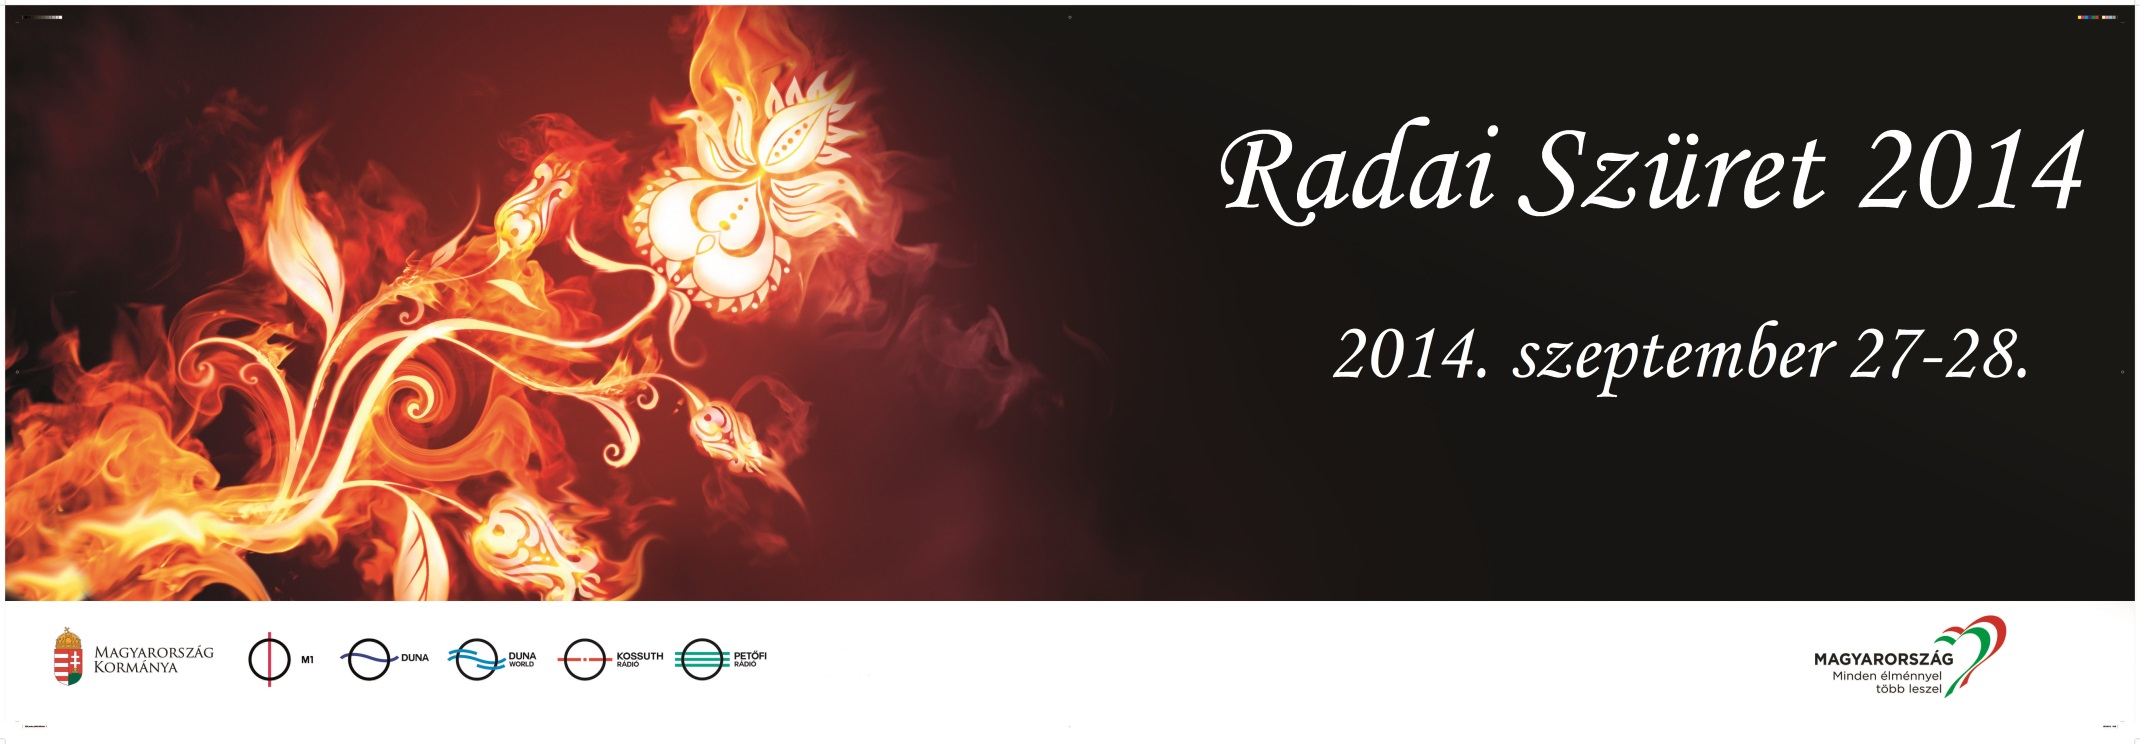 Radai Szüret 2014
2014. szeptember 27-28.
MAGYARORSZÁG
KORMÁNYA
M1
DUNA
DUNA
WORLD
KOSSUTH
RÁDIÓ
PETŐFI
RÁDIÓ
MAGYARORSZÁG
Minden élménnyel
több leszel